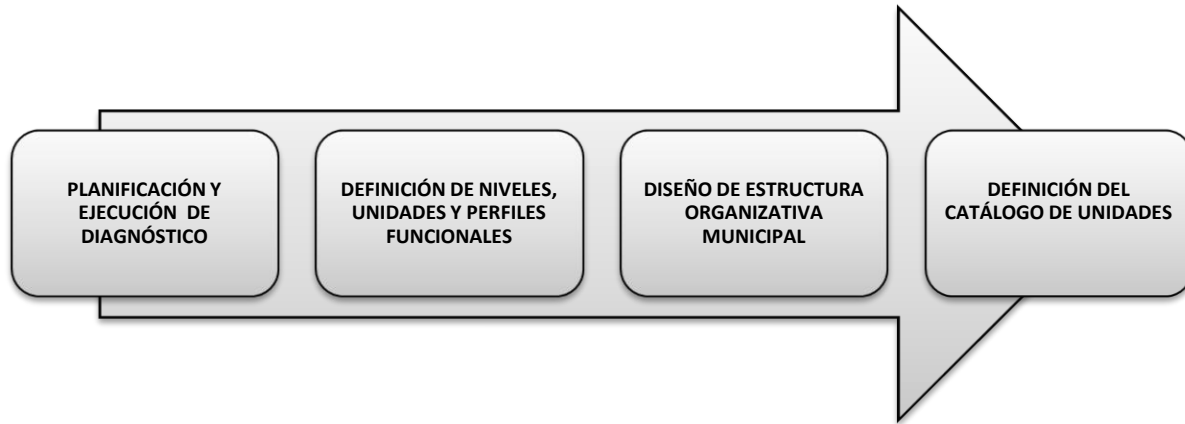 PLANIFICACIÓN Y
EJECUCIÓN DE
DIAGNÓSTICO
DEFINICIÓN DE NIVELES,
UNIDADES Y PERFILES
FUNCIONALES
DISEÑO DE ESTRUCTURA
ORGANIZATIVA
MUNICIPAL
DEFINICIÓN DEL
CATÁLOGO DE UNIDADES